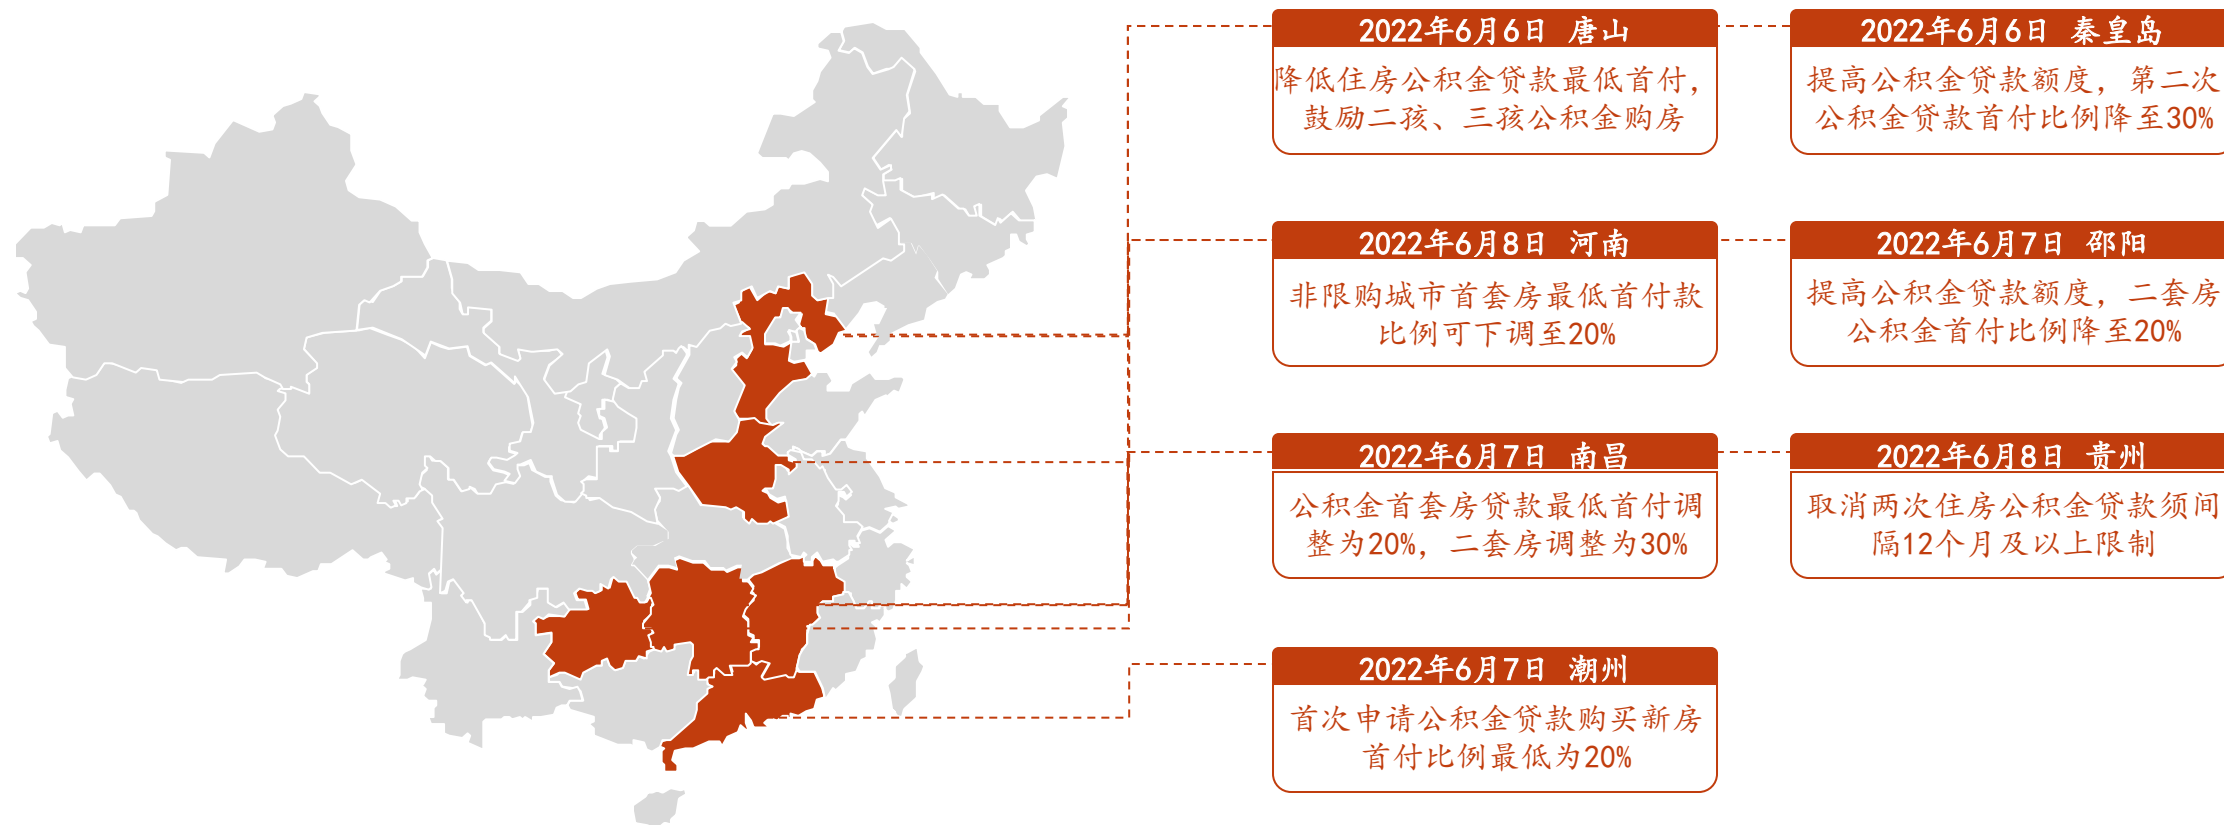 2022年6月6日 唐山
降低住房公积金贷款最低首付，
鼓励二孩、三孩公积金购房
2022年6月6日 秦皇岛
提高公积金贷款额度，第二次
公积金贷款首付比例降至30%
2022年6月8日 河南
非限购城市首套房最低首付款
比例可下调至20%
2022年6月7日 邵阳
提高公积金贷款额度，二套房
公积金首付比例降至20%
2022年6月7日 南昌
公积金首套房贷款最低首付调
整为20%，二套房调整为30%
2022年6月8日 贵州
取消两次住房公积金贷款须间
隔12个月及以上限制
2022年6月7日 潮州
首次申请公积金贷款购买新房
首付比例最低为20%